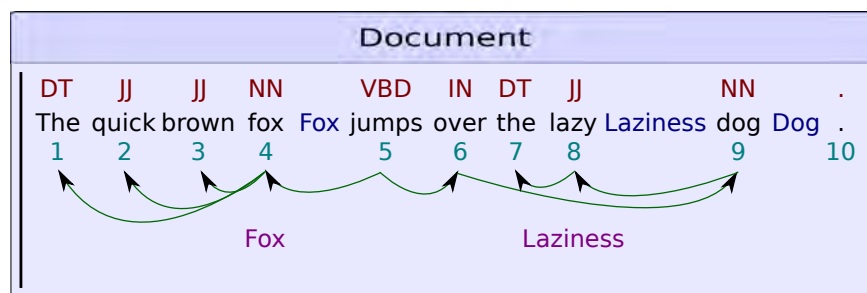 Document
DT JJ JJ NN VBD IN DT JJ NN .
The quick brown fox Fox jumps over the lazy Laziness dog Dog .
1 2 3 4 5 6 7 8 9 10
Fox Laziness